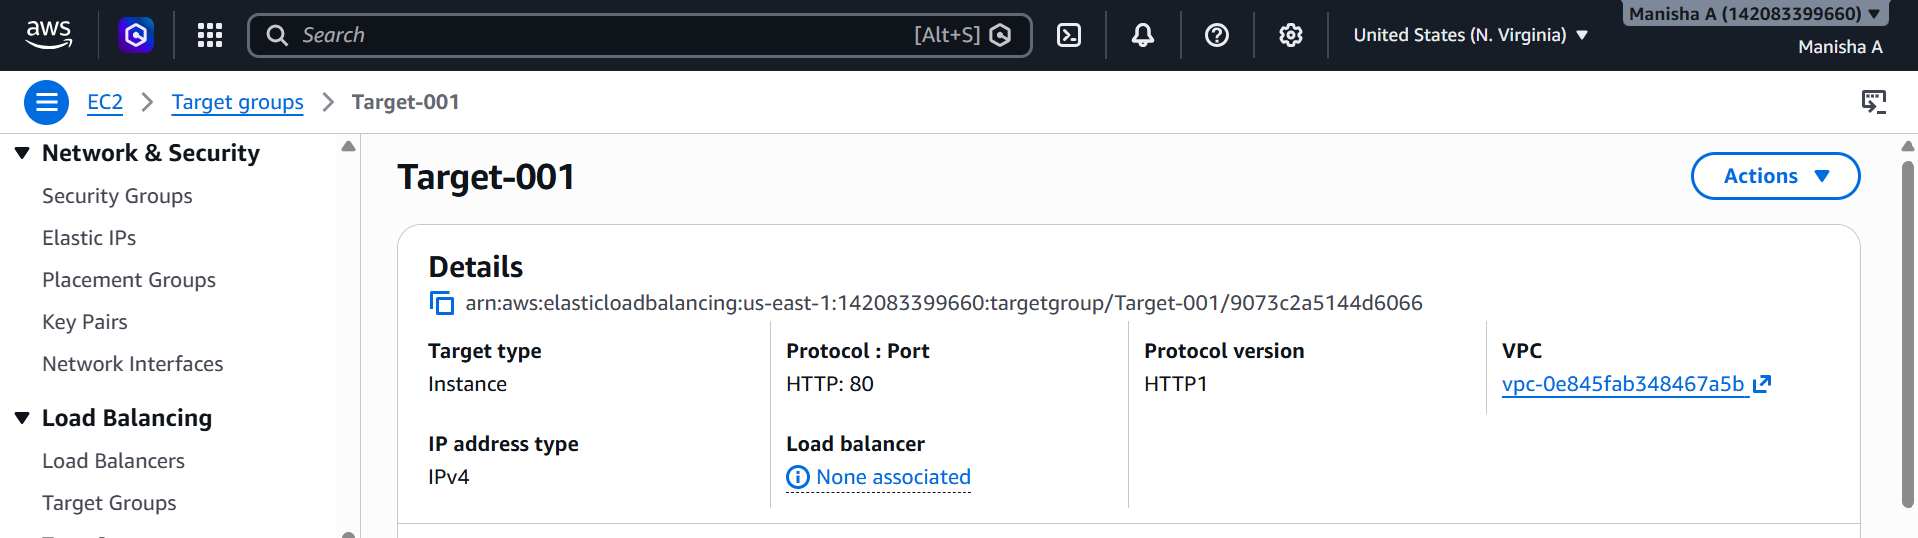 aws
Search
[Alt+S]
United States (N. Virginia)
Manisha A (142083399660)
Manisha A
EC2
Target groups
Target-001
Network & Security
Security Groups
Elastic IPs
Placement Groups
Key Pairs
Network Interfaces
Load Balancing
Load Balancers
Target Groups
Target-001
Actions
Details
arn:aws:elasticloadbalancing:us-east-1:142083399660:targetgroup/Target-001/9073c2a5144d6066
Target type
Instance
Protocol : Port
HTTP: 80
Protocol version
HTTP1
VPC
vpc-0e845fab348467a5b
IP address type
IPv4
Load balancer
None associated